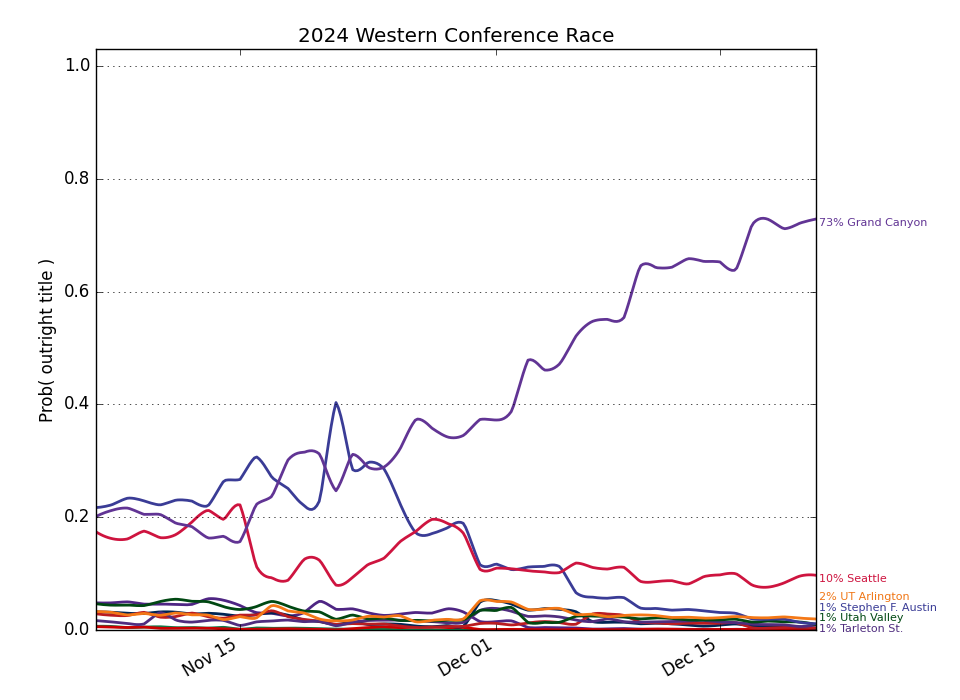 2024 Western Conference Race
Prob( outright title )
1.0
0.8
0.6
0.4
0.2
0.0
73% Grand Canyon
10% Seattle
2% UT Arlington
1% Stephen F. Austin
1% Utah Valley
1% Tarleton St.
Nov 15
Dec 01
Dec 15